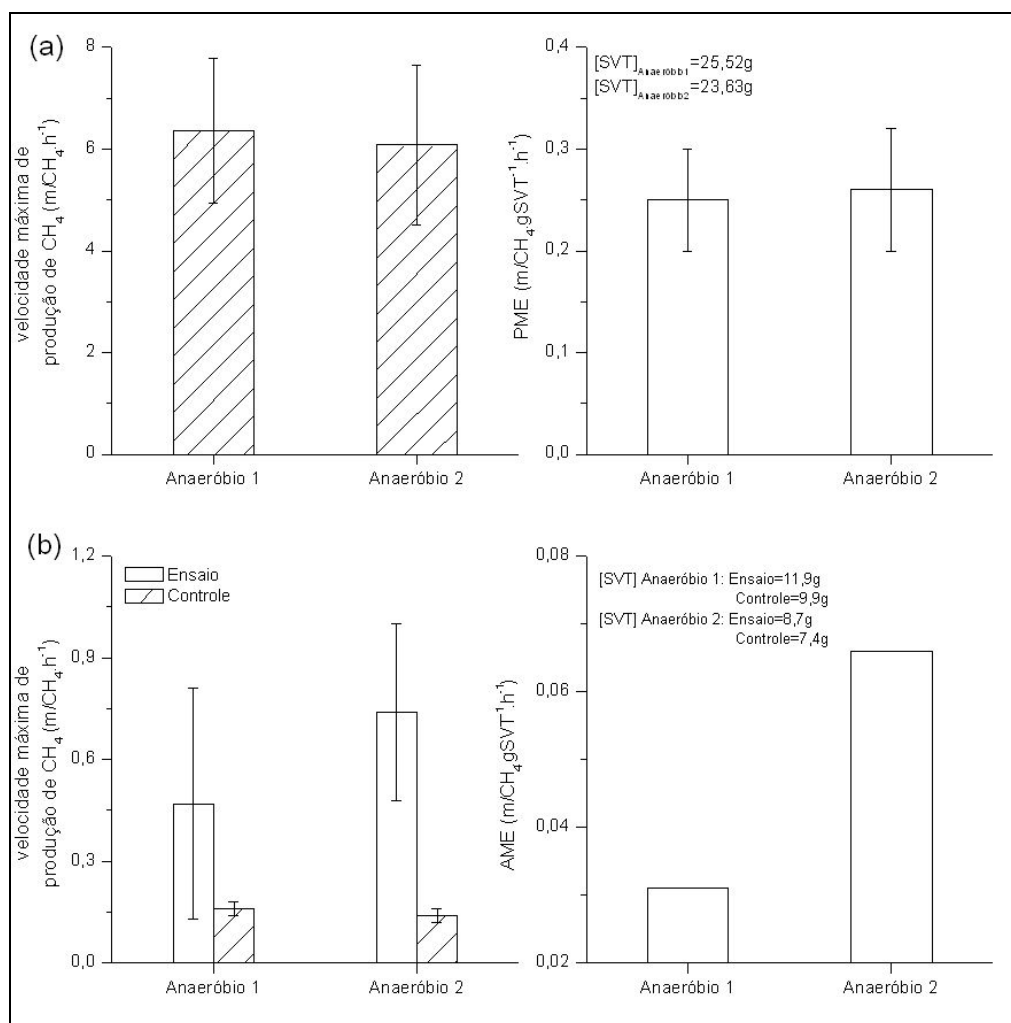 (a)
velocidade máxima de
produção de CH₄ (m/CH₄.h⁻¹)
8
6
4
2
0
Anaeróbio 1
Anaeróbio 2
PME (m/CH₄.gSVT⁻¹.h⁻¹)
0,4
0,3
0,2
0,1
0,0
[SVT]Anaeróbio1=25,52g
[SVT]Anaeróbio2=23,63g
Anaeróbio 1
Anaeróbio 2
(b)
velocidade máxima de
produção de CH₄ (m/CH₄.h⁻¹)
1,2
0,9
0,6
0,3
0,0
Ensaio
Controle
Anaeróbio 1
Anaeróbio 2
AME (m/CH₄gSVT⁻¹.h⁻¹)
0,08
0,06
0,04
0,02
[SVT] Anaeróbio 1: Ensaio=11,9g
Controle=9,9g
[SVT] Anaeróbio 2: Ensaio=8,7g
Controle=7,4g
Anaeróbio 1
Anaeróbio 2